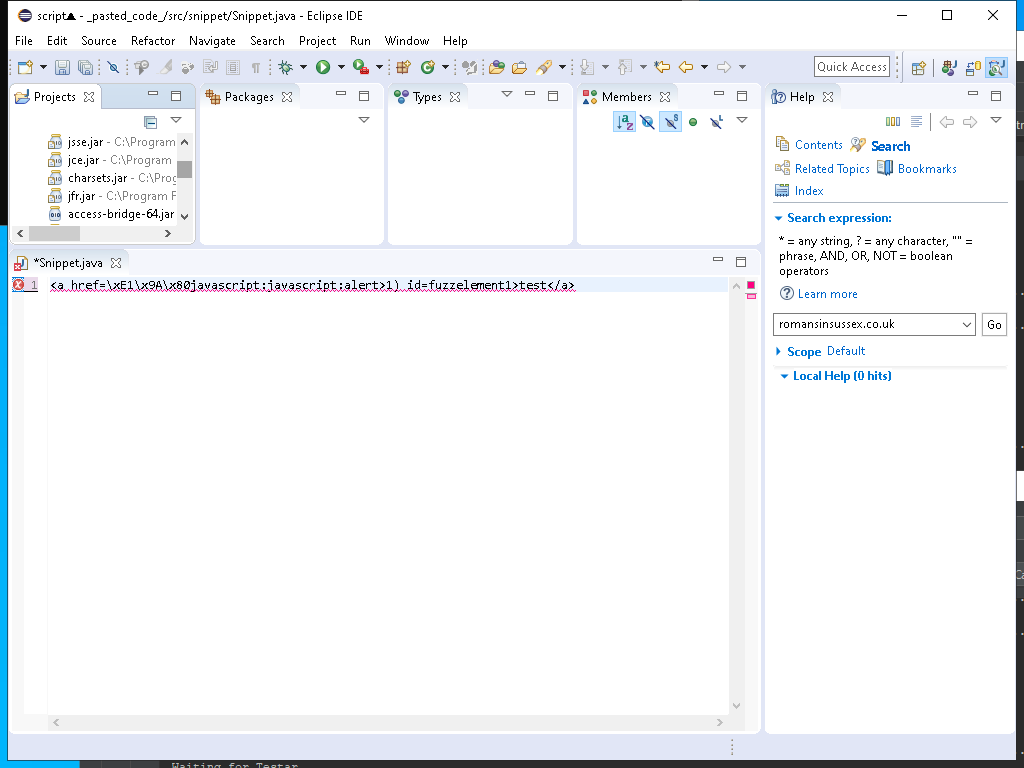 script▲ - _pasted_code_/src/snippet/Snippet.java - Eclipse IDE
File Edit Source Refactor Navigate Search Project Run Window Help
Quick Access
Projects
Packages
Types
Members
Help
jsse.jar - C:\Program
jce.jar - C:\Program
charsets.jar - C:\Prog
jfr.jar - C:\Program F
access-bridge-64.jar
Contents Search
Related Topics Bookmarks
Index
Search expression:
* = any string, ? = any character, "" =
phrase, AND, OR, NOT = boolean
operators
Learn more
romansinsussex.co.uk Go
Scope Default
Local Help (0 hits)
*Snippet.java
1 <a href=\xE1\x9A\x80javascript:javascript:alert>1) id=fuzzelement1>test</a>